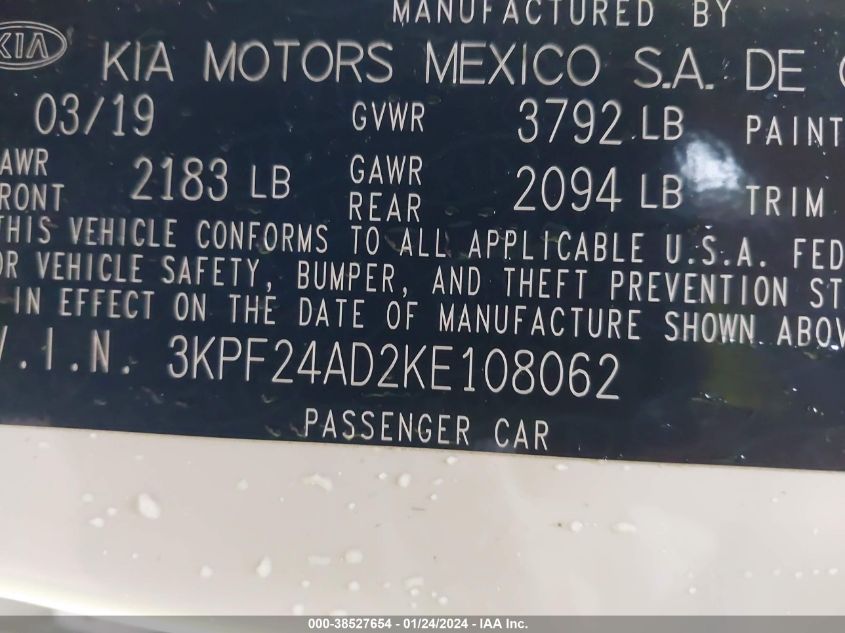 MANUFACTURED BY
KIA
KIA MOTORS MEXICO S.A. DE
03/19 GVWR 3792 LB PAINT
AWR
RONT 2183 LB GAWR
REAR 2094 LB TRIM
THIS VEHICLE CONFORMS TO ALL APPLICABLE U.S.A. FED
OR VEHICLE SAFETY, BUMPER, AND THEFT PREVENTION ST
IN EFFECT ON THE DATE OF MANUFACTURE SHOWN ABOV
V.I.N. 3KPF24AD2KE108062
PASSENGER CAR
000-38527654 - 01/24/2024 - IAA Inc.